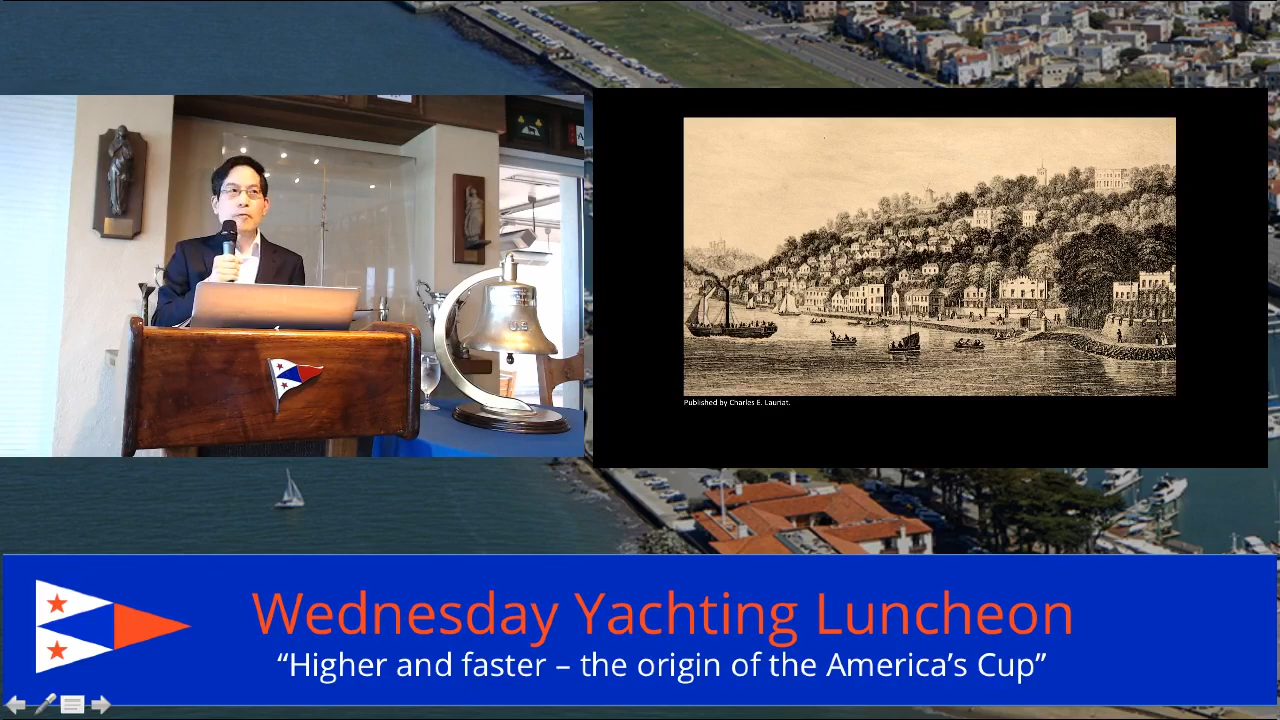 U.S.
A
Published by Charles E. Lauriat.
Wednesday Yachting Luncheon
“Higher and faster – the origin of the America’s Cup”